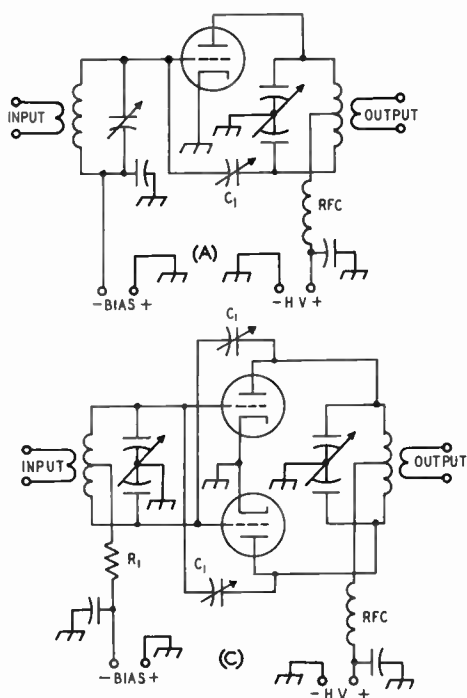 INPUT
OUTPUT
C1
RFC
(A)
-BIAS+
-HV+
C1
INPUT
OUTPUT
R1
C1
RFC
-BIAS+
(C)
-HV+